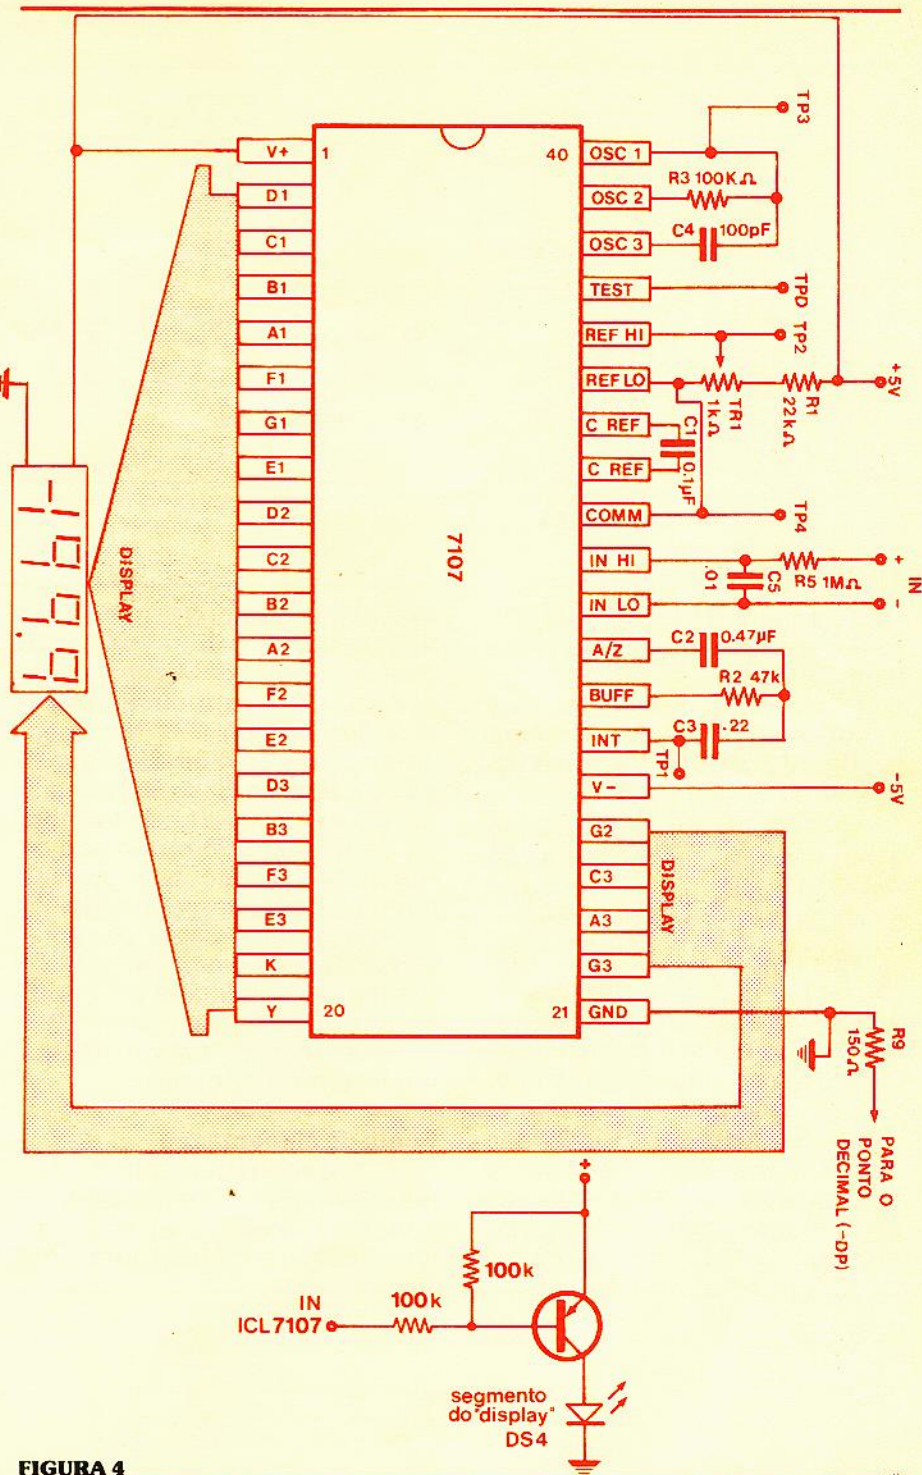 TP3
V+
1
40
OSC 1
D1
OSC 2
R3 100KΩ
C1
OSC 3
C4
100pF
B1
TEST
TPD
A1
REF HI
TP2
F1
REF LO
TR1
1kΩ
R1
22kΩ
+5V
G1
C REF
C1
0.1µF
E1
C REF
D2
COMM
TP4
7107
DISPLAY
C2
IN HI
R5 1MΩ
+
IN
B2
IN LO
C5
.01
-
A2
A/Z
C2
0.47µF
F2
BUFF
R2 47k
E2
INT
C3
.22
TP1
D3
V-
-5V
B3
G2
F3
C3
DISPLAY
E3
A3
K
G3
Y
20
21
GND
R9
150Ω
PARA O
PONTO
DECIMAL (-DP)
+
100k
IN
ICL7107
100k
segmento
do "display"
DS4
FIGURA 4